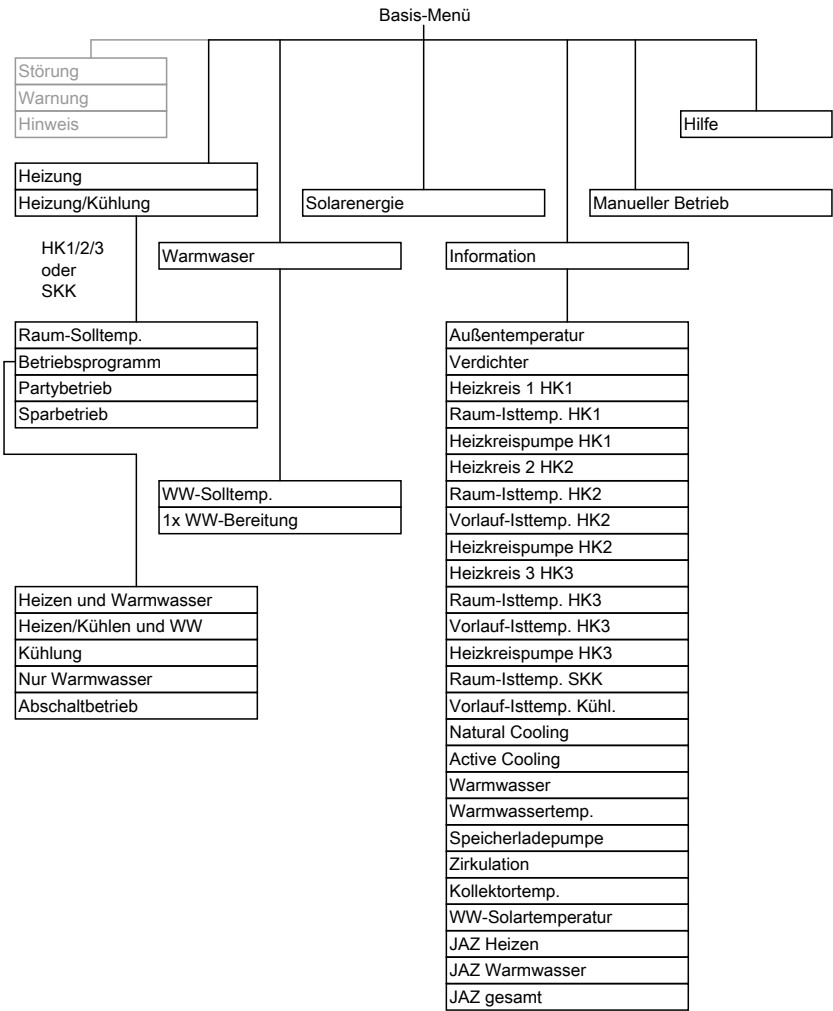 Basis-Menü
Störung
Warnung
Hinweis
Hilfe
Heizung
Heizung/Kühlung
Solarenergie
Manueller Betrieb
HK1/2/3
oder
SKK
Warmwaser
Information
Raum-Solltemp.
Betriebsprogramm
Partybetrieb
Sparbetrieb
WW-Solltemp.
1x WW-Bereitung
Heizen und Warmwasser
Heizen/Kühlen und WW
Kühlung
Nur Warmwasser
Abschaltbetrieb
Außentemperatur
Verdichter
Heizkreis 1 HK1
Raum-Isttemp. HK1
Heizkreispumpe HK1
Heizkreis 2 HK2
Raum-Isttemp. HK2
Vorlauf-Isttemp. HK2
Heizkreispumpe HK2
Heizkreis 3 HK3
Raum-Isttemp. HK3
Vorlauf-Isttemp. HK3
Heizkreispumpe HK3
Raum-Isttemp. SKK
Vorlauf-Isttemp. Kühl.
Natural Cooling
Active Cooling
Warmwasser
Warmwassertemp.
Speicherladepumpe
Zirkulation
Kollektortemp.
WW-Solartemperatur
JAZ Heizen
JAZ Warmwasser
JAZ gesamt